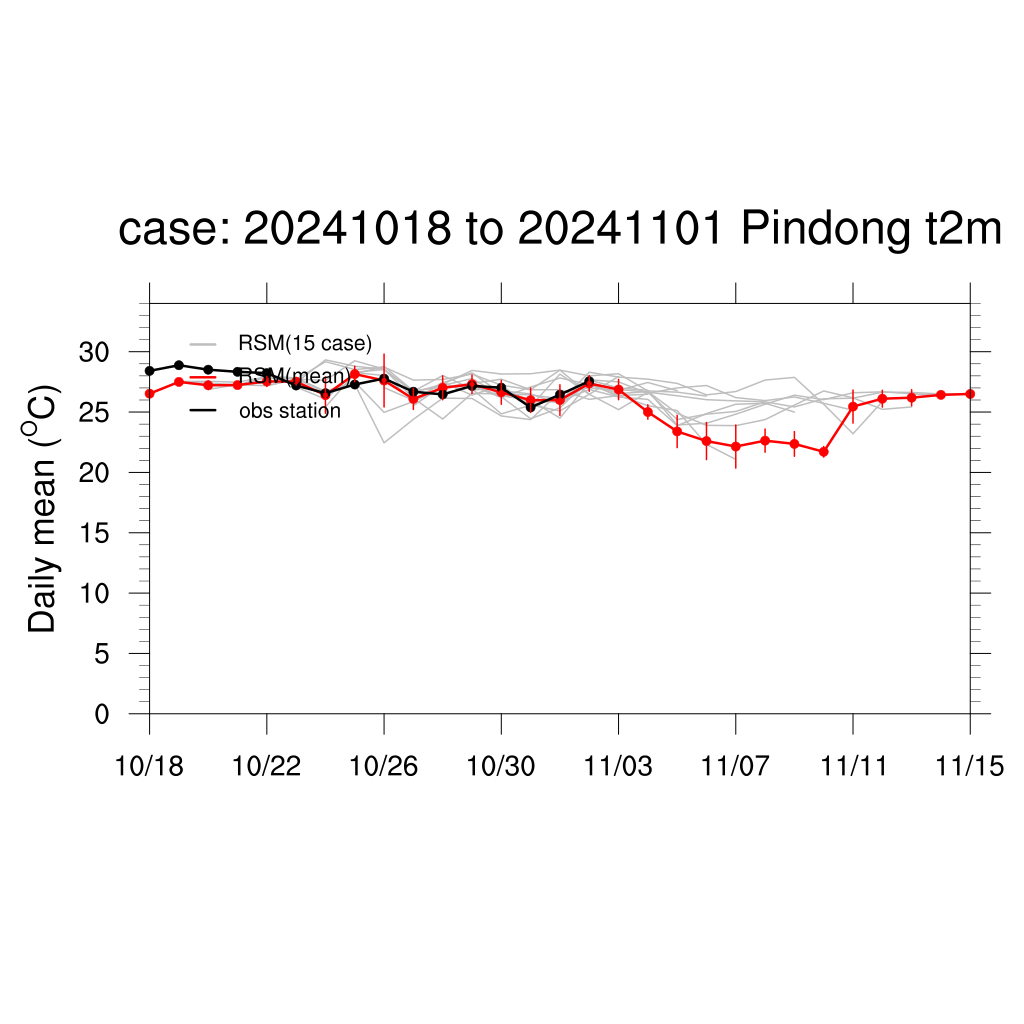 case: 20241018 to 20241101 Pindong t2m
Daily mean (°C)
30
25
20
15
10
5
0
RSM(15 case)
RSM(mean)
obs station
10/18 10/22 10/26 10/30 11/03 11/07 11/11 11/15